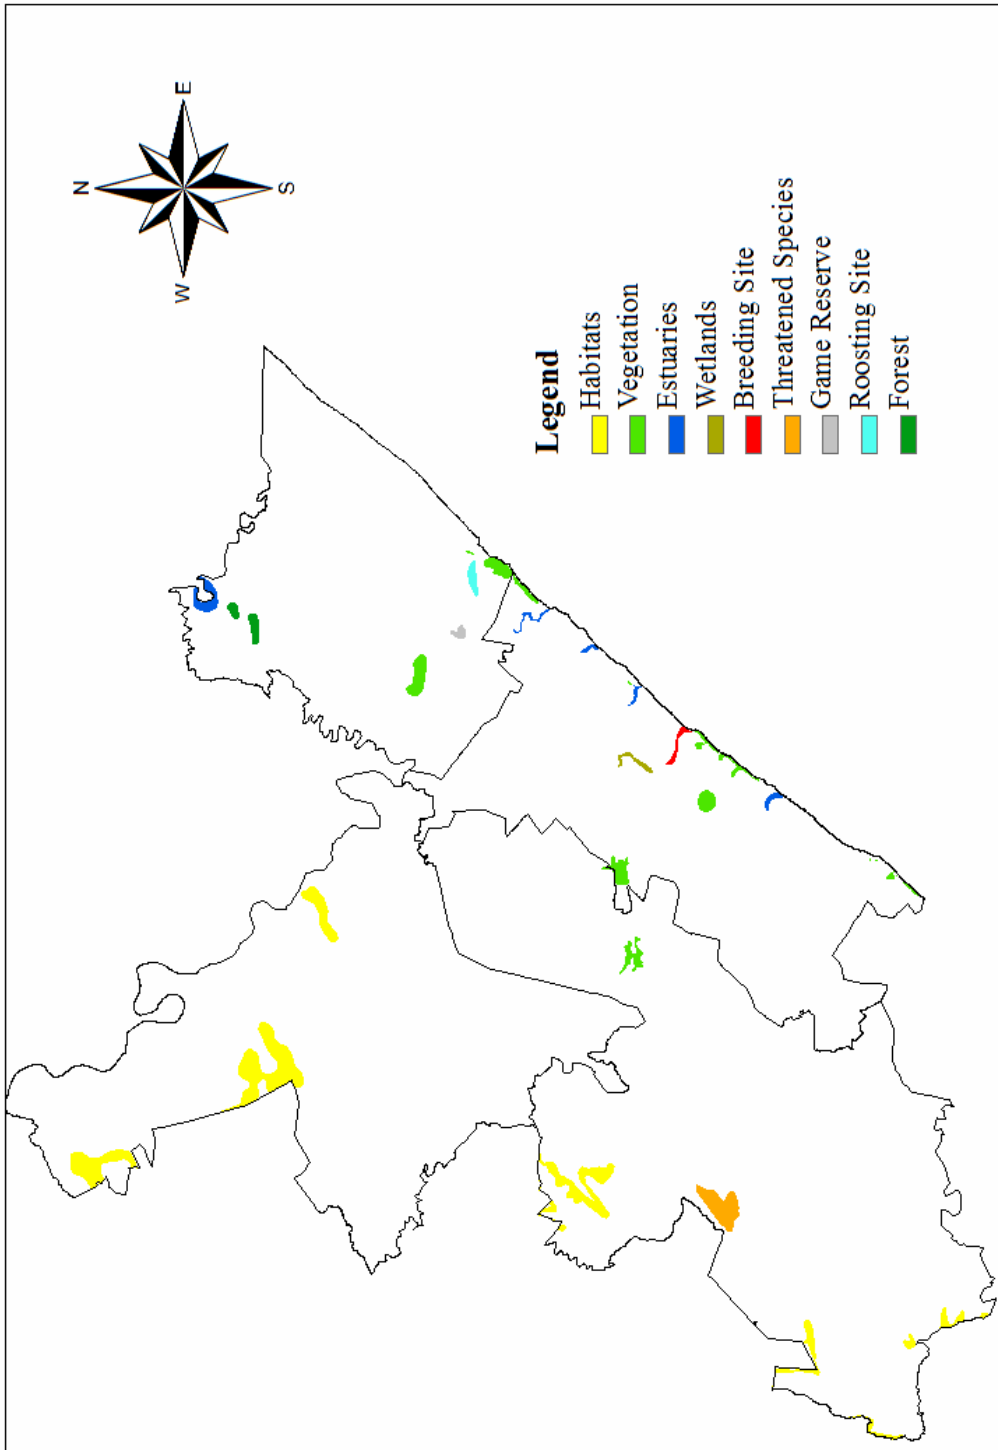 N
E
S
W
Legend
Habitats
Vegetation
Estuaries
Wetlands
Breeding Site
Threatened Species
Game Reserve
Roosting Site
Forest